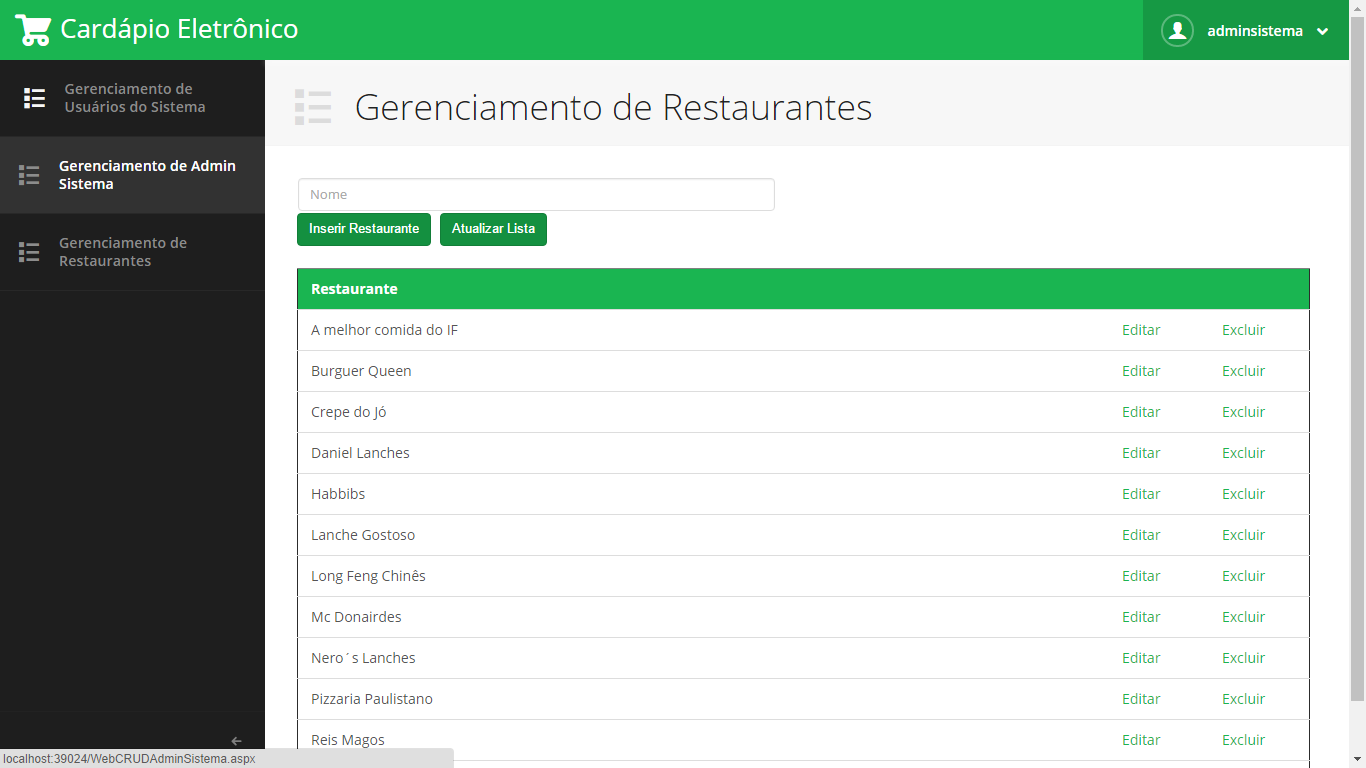 Cardápio Eletrônico
adminsistema
Gerenciamento de
Usuários do Sistema
Gerenciamento de Admin
Sistema
Gerenciamento de
Restaurantes
Gerenciamento de Restaurantes
Nome
Inserir Restaurante Atualizar Lista
Restaurante
A melhor comida do IF Editar Excluir
Burguer Queen Editar Excluir
Crepe do Jó Editar Excluir
Daniel Lanches Editar Excluir
Habbibs Editar Excluir
Lanche Gostoso Editar Excluir
Long Feng Chinês Editar Excluir
Mc Donairdes Editar Excluir
Nero´s Lanches Editar Excluir
Pizzaria Paulistano Editar Excluir
Reis Magos Editar Excluir
localhost:39024/WebCRUDAdminSistema.aspx